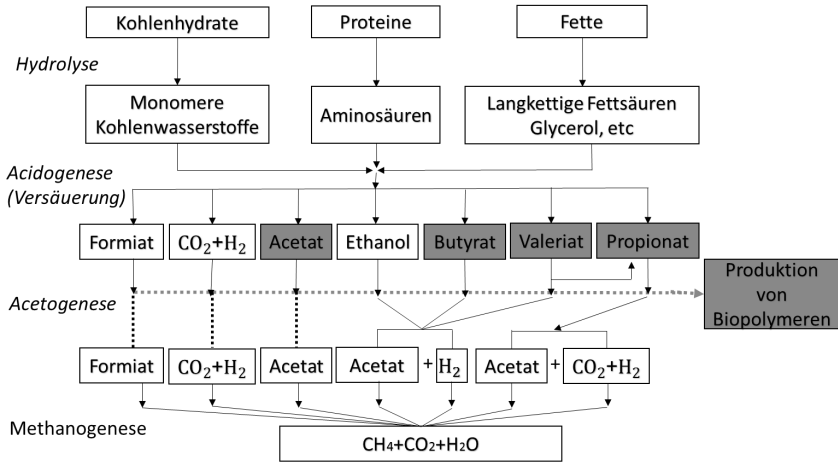 Kohlenhydrate
Proteine
Fette
Hydrolyse
Monomere
Kohlenwasserstoffe
Aminosäuren
Langkettige Fettsäuren
Glycerol, etc
Acidogenese
(Versäuerung)
Formiat
CO₂+H₂
Acetat
Ethanol
Butyrat
Valeriat
Propionat
Produktion
von
Biopolymeren
Acetogenese
Formiat
CO₂+H₂
Acetat
Acetat
+
H₂
Acetat
+
CO₂+H₂
Methanogenese
CH₄+CO₂+H₂O